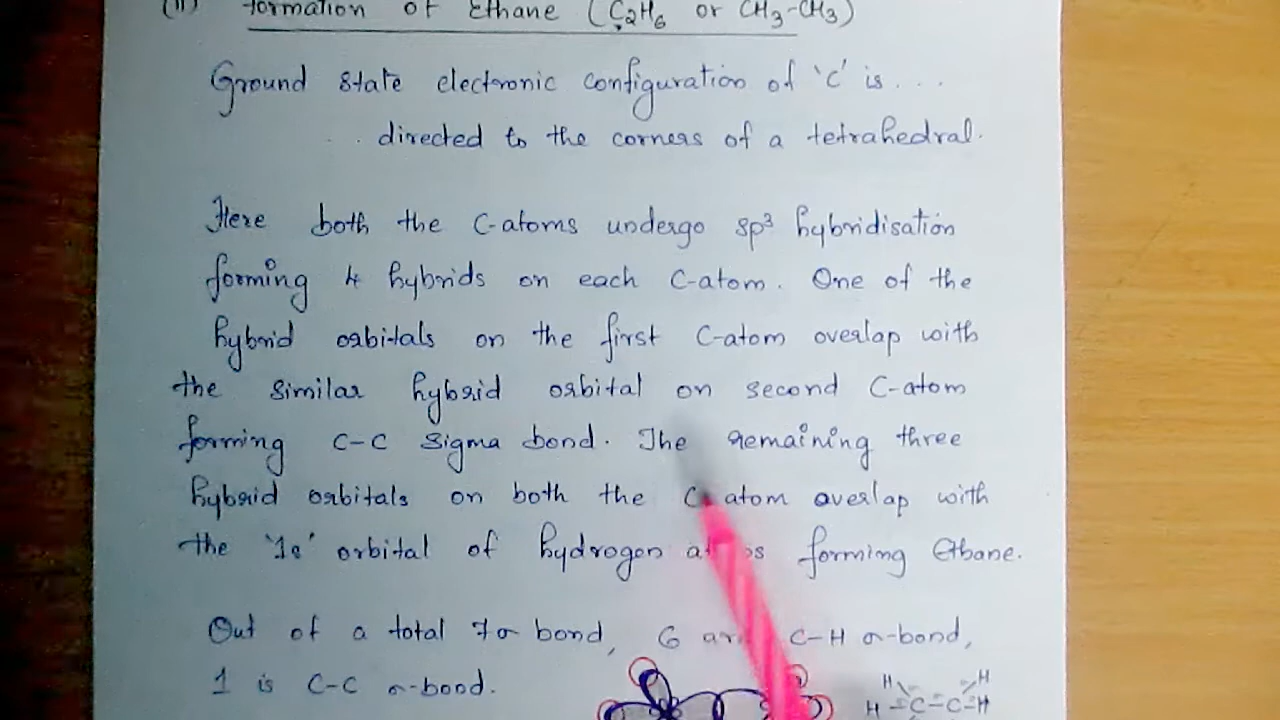 (ii) formation of Ethane (C2H6 or CH3-CH3)
Ground state electronic configuration of 'C' is . . .
. . directed to the corners of a tetrahedral.
Here both the C-atoms undergo sp³ hybridisation
forming 4 hybrids on each C-atom. One of the
hybrid orbitals on the first C-atom overlap with
the similar hybrid orbital on second C-atom
forming C-C sigma bond. The remaining three
hybrid orbitals on both the C atom overlap with
the '1s' orbital of hydrogen forming Ethane.
Out of a total 7σ bond, 6 are C-H σ-bond,
1 is C-C σ-bond.
H H
H -C-C-H